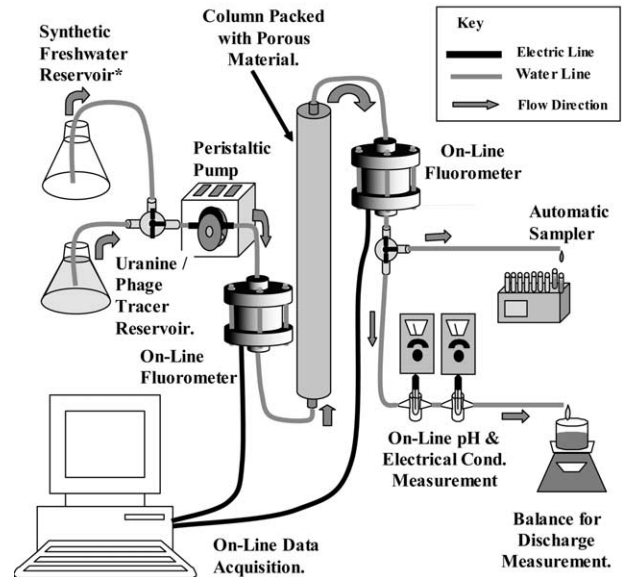 Synthetic
Freshwater
Reservoir*
Column Packed
with Porous
Material.
Key
Electric Line
Water Line
Flow Direction
Peristaltic
Pump
On-Line
Fluorometer
Automatic
Sampler
Uranine /
Phage
Tracer
Reservoir.
On-Line
Fluorometer
On-Line pH &
Electrical Cond.
Measurement
On-Line Data
Acquisition.
Balance for
Discharge
Measurement.